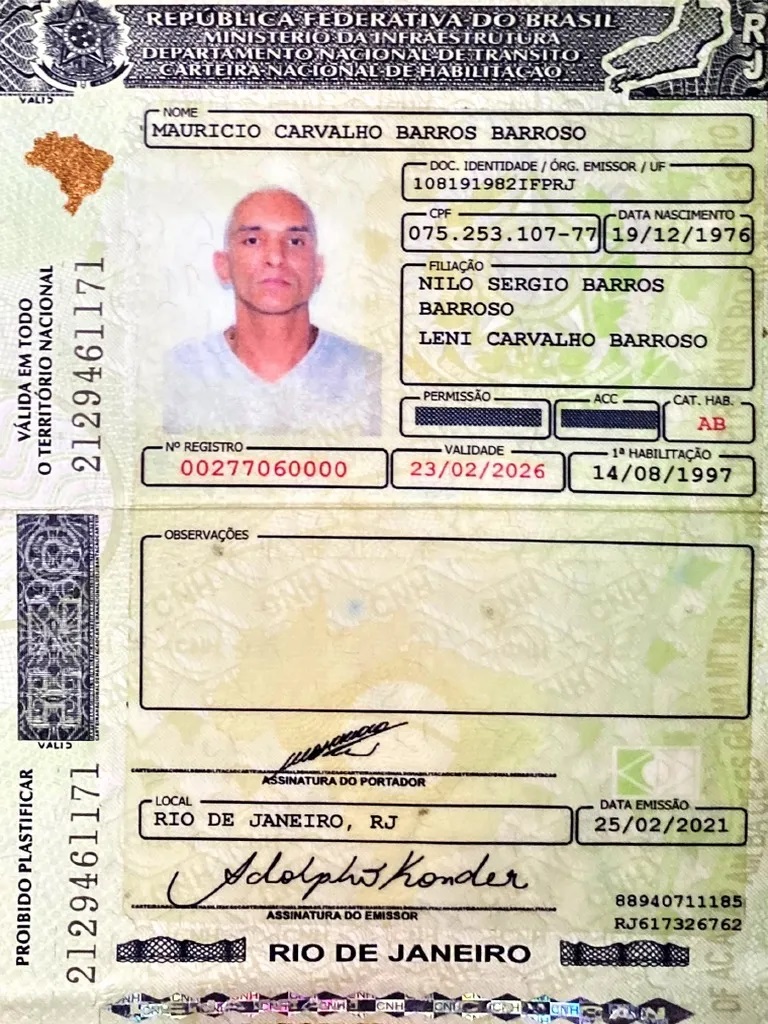 REPÚBLICA FEDERATIVA DO BRASIL
MINISTÉRIO DA INFRAESTRUTURA
DEPARTAMENTO NACIONAL DE TRÂNSITO
CARTEIRA NACIONAL DE HABILITAÇÃO
RJ
VALID
NOME
MAURICIO CARVALHO BARROS BARROSO
DOC. IDENTIDADE / ÓRG. EMISSOR / UF
108191982IFPRJ
CPF
075.253.107-77
DATA NASCIMENTO
19/12/1976
FILIAÇÃO
NILO SERGIO BARROS
BARROSO
LENI CARVALHO BARROSO
PERMISSÃO
ACC
CAT. HAB.
AB
Nº REGISTRO
00277060000
VALIDADE
23/02/2026
1ª HABILITAÇÃO
14/08/1997
VÁLIDA EM TODO
O TERRITÓRIO NACIONAL
2129461171
OBSERVAÇÕES
VALID
ASSINATURA DO PORTADOR
LOCAL
RIO DE JANEIRO, RJ
DATA EMISSÃO
25/02/2021
Adolpho Konder
ASSINATURA DO EMISSOR
88940711185
RJ617326762
PROIBIDO PLASTIFICAR
2129461171
RIO DE JANEIRO